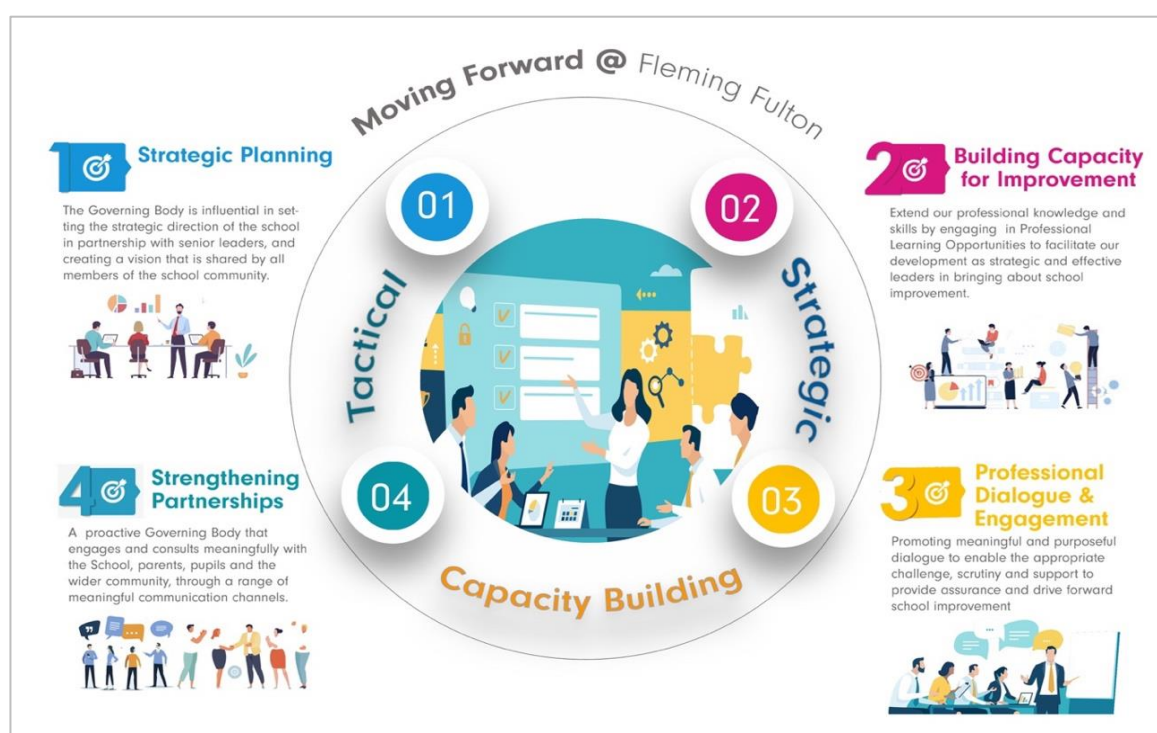 Moving Forward @ Fleming Fulton
1
Strategic Planning
The Governing Body is influential in set-
ting the strategic direction of the school
in partnership with senior leaders, and
creating a vision that is shared by all
members of the school community.
01
02
2
Building Capacity
for Improvement
Extend our professional knowledge and
skills by engaging in Professional
Learning Opportunities to facilitate our
development as strategic and effective
leaders in bringing about school
improvement.
Tactical
Strategic
4
Strengthening
Partnerships
A proactive Governing Body that
engages and consults meaningfully with
the School, parents, pupils and the
wider community, through a range of
meaningful communication channels.
04
03
3
Professional
Dialogue &
Engagement
Promoting meaningful and purposeful
dialogue to enable the appropriate
challenge, scrutiny and support to
provide assurance and drive forward
school improvement
Capacity Building